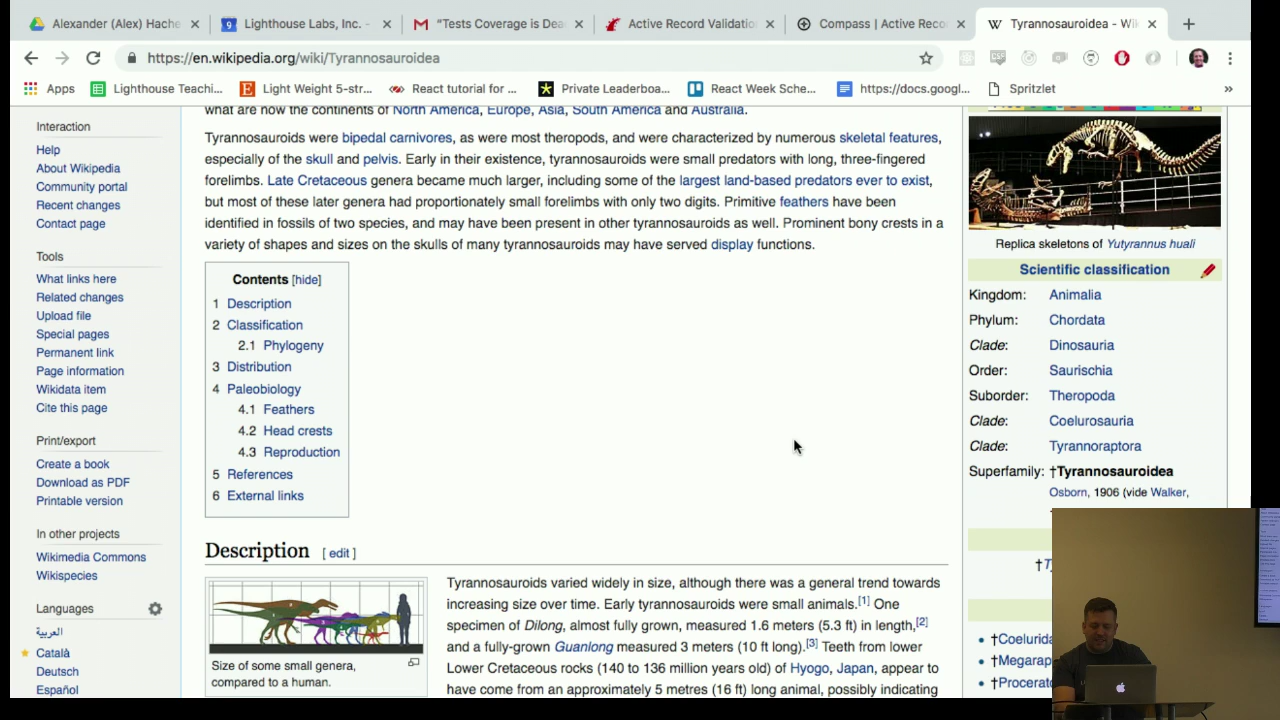 Alexander (Alex) Hache
Lighthouse Labs, Inc. -
"Tests Coverage is Dea
Active Record Validatio
Compass | Active Reco
W Tyrannosauroidea - Wi
https://en.wikipedia.org/wiki/Tyrannosauroidea
Apps
Lighthouse Teachi...
Light Weight 5-str...
React tutorial for ...
Private Leaderboa...
React Week Sche...
https://docs.googl...
Spritzlet
»
Interaction
Help
About Wikipedia
Community portal
Recent changes
Contact page
Tools
What links here
Related changes
Upload file
Special pages
Permanent link
Page information
Wikidata item
Cite this page
Print/export
Create a book
Download as PDF
Printable version
In other projects
Wikimedia Commons
Wikispecies
Languages
العربية
Català
Deutsch
Español
what are now the continents of North America, Europe, Asia, South America and Australia.
Tyrannosauroids were bipedal carnivores, as were most theropods, and were characterized by numerous skeletal features,
especially of the skull and pelvis. Early in their existence, tyrannosauroids were small predators with long, three-fingered
forelimbs. Late Cretaceous genera became much larger, including some of the largest land-based predators ever to exist,
but most of these later genera had proportionally small forelimbs with only two digits. Primitive feathers have been
identified in fossils of two species, and may have been present in other tyrannosauroids as well. Prominent bony crests in a
variety of shapes and sizes on the skulls of many tyrannosauroids may have served display functions.
Contents [hide]
1 Description
2 Classification
2.1 Phylogeny
3 Distribution
4 Paleobiology
4.1 Feathers
4.2 Head crests
4.3 Reproduction
5 References
6 External links
Description [ edit ]
Size of some small genera,
compared to a human.
Tyrannosauroids varied widely in size, although there was a general trend towards
increasing size over time. Early tyrannosauroids were small animals.[1] One
specimen of Dilong, almost fully grown, measured 1.6 meters (5.3 ft) in length,[2]
and a fully-grown Guanlong measured 3 meters (10 ft long).[3] Teeth from lower
Lower Cretaceous rocks (140 to 136 million years old) of Hyogo, Japan, appear to
have come from an approximately 5 metres (16 ft) long animal, possibly indicating
Replica skeletons of Yutyrannus huali
Scientific classification
Kingdom: Animalia
Phylum: Chordata
Clade: Dinosauria
Order: Saurischia
Suborder: Theropoda
Clade: Coelurosauria
Clade: Tyrannoraptora
Superfamily: †Tyrannosauroidea
Osborn, 1906 (vide Walker,
†T
• †Coelurida
• †Megarap
• †Procerat